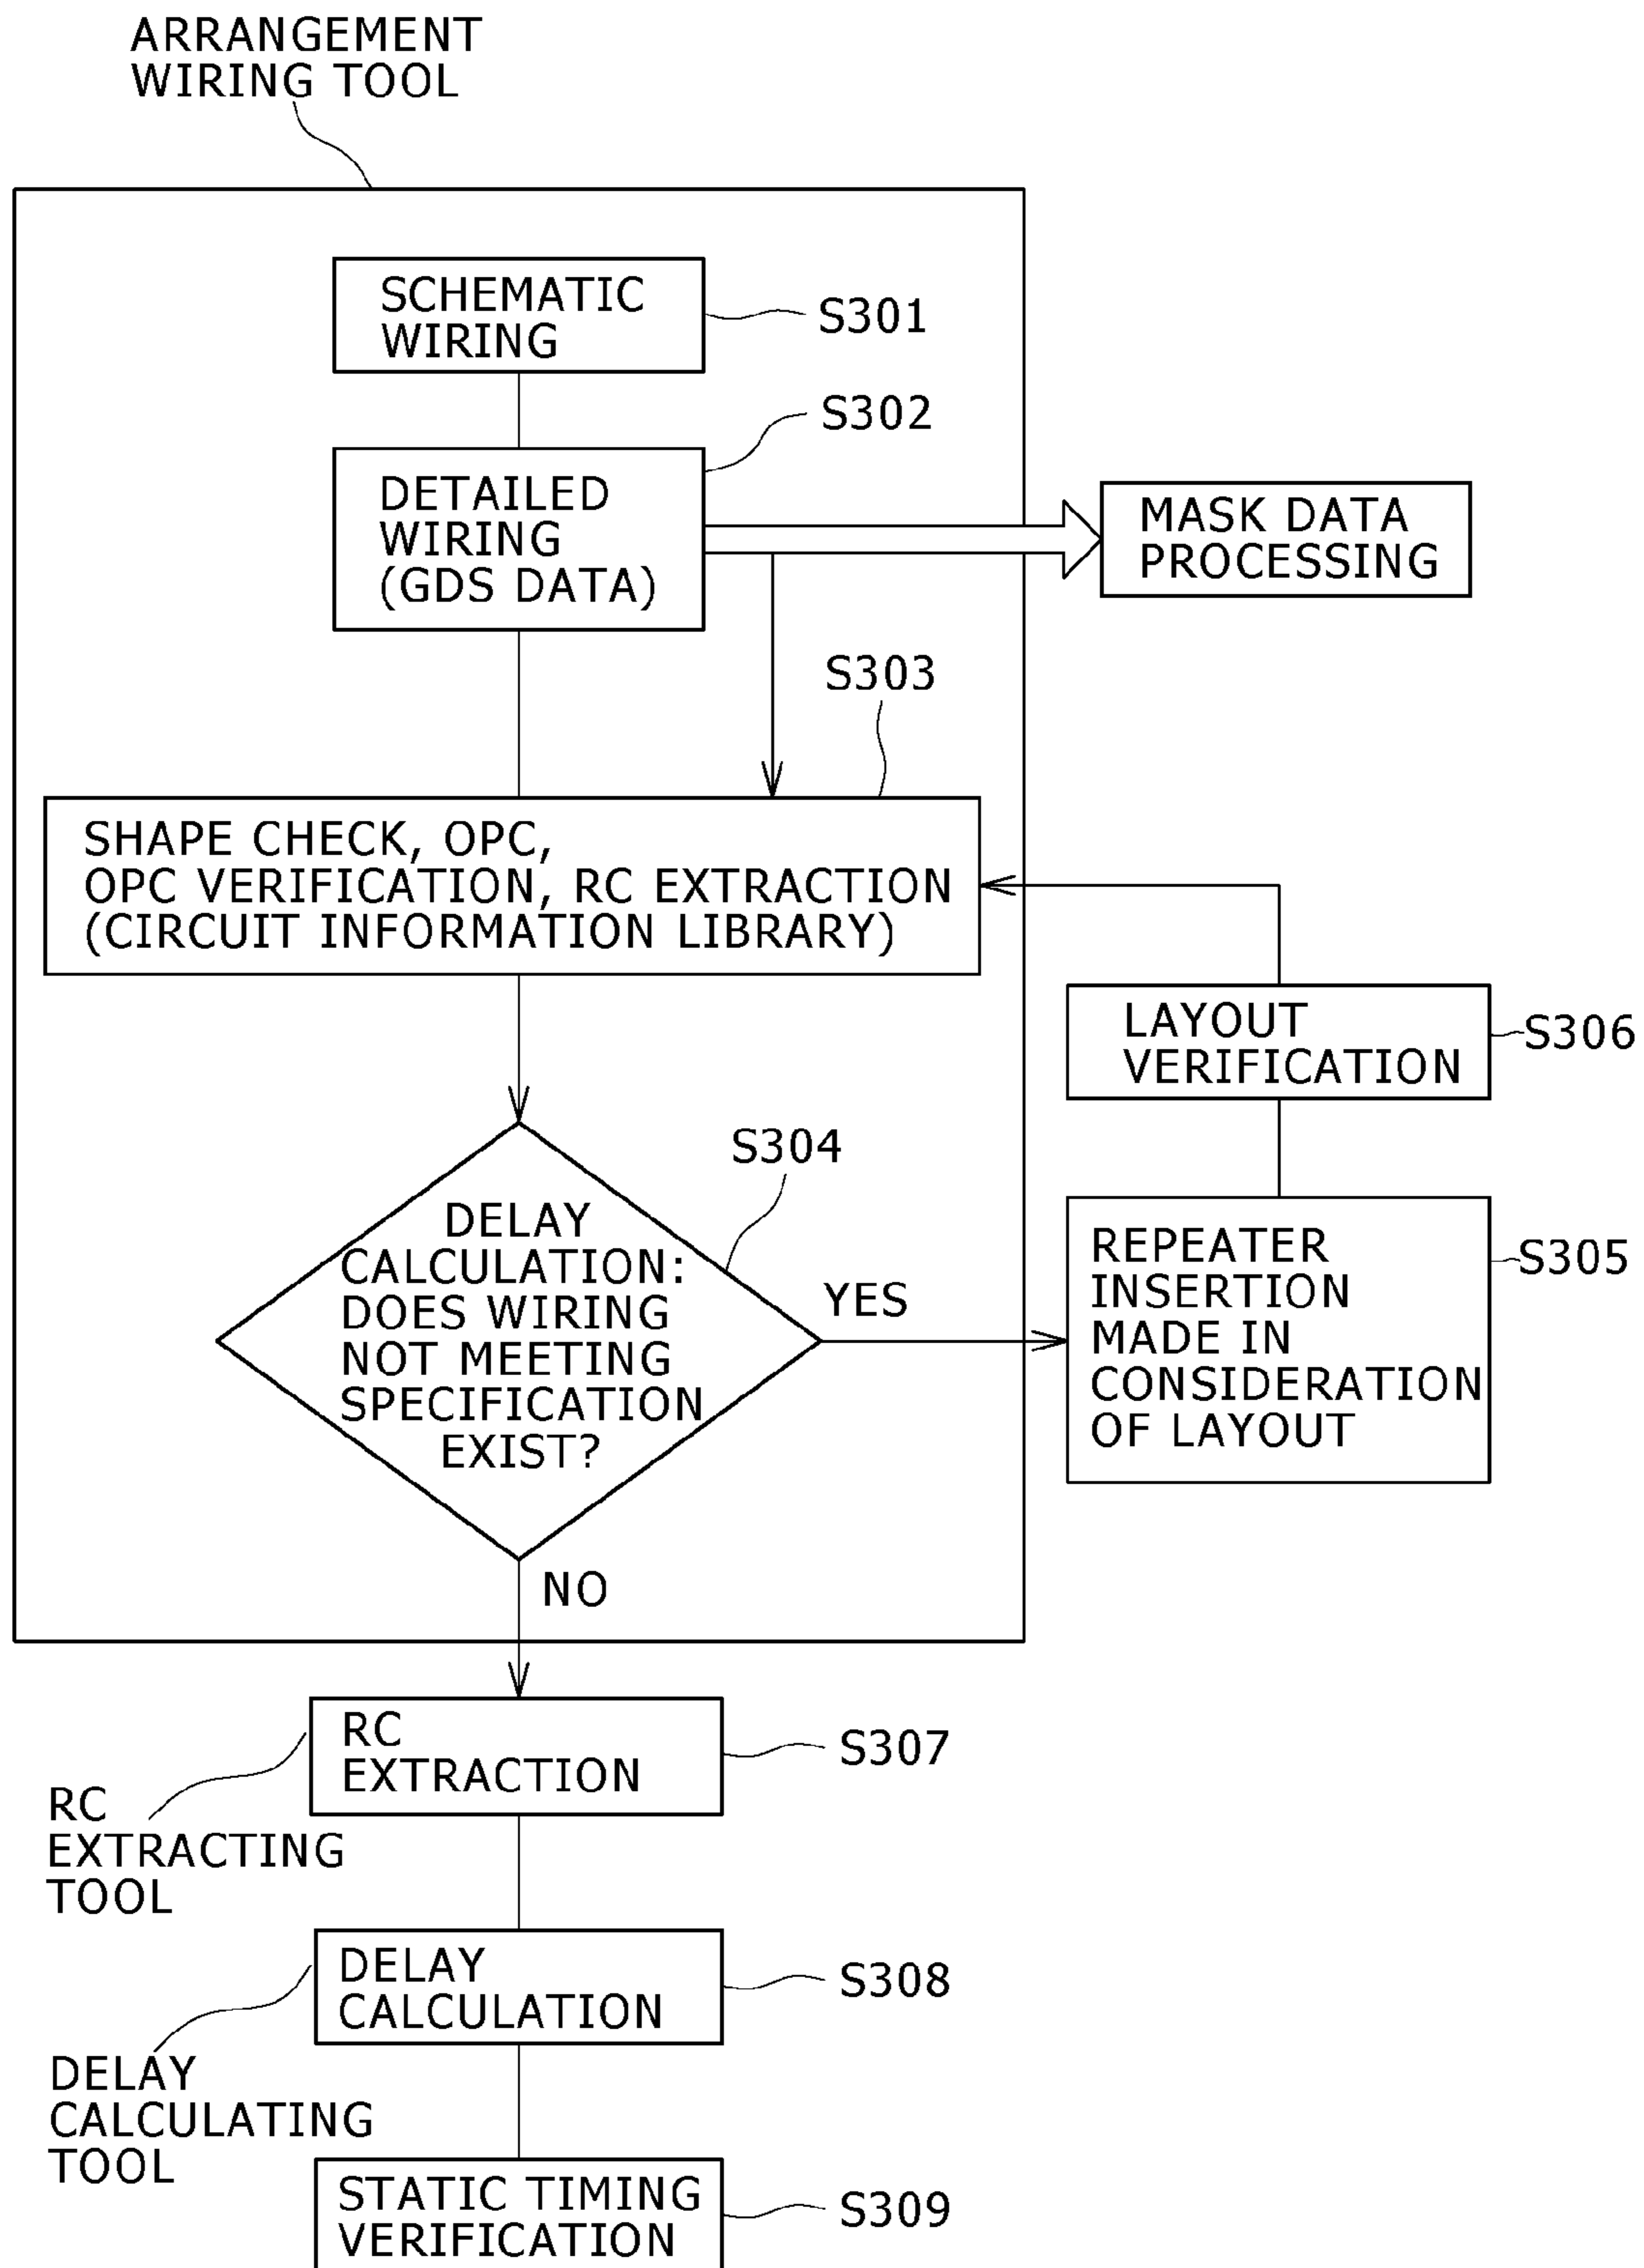 ARRANGEMENT
WIRING TOOL
SCHEMATIC
WIRING
S301
S302
DETAILED
WIRING
(GDS DATA)
MASK DATA
PROCESSING
S303
SHAPE CHECK, OPC,
OPC VERIFICATION, RC EXTRACTION
(CIRCUIT INFORMATION LIBRARY)
LAYOUT
VERIFICATION
S306
S304
DELAY
CALCULATION:
DOES WIRING
NOT MEETING
SPECIFICATION
EXIST?
YES
REPEATER
INSERTION
MADE IN
CONSIDERATION
OF LAYOUT
S305
NO
RC
EXTRACTION
S307
RC
EXTRACTING
TOOL
DELAY
CALCULATION
S308
DELAY
CALCULATING
TOOL
STATIC TIMING
VERIFICATION
S309